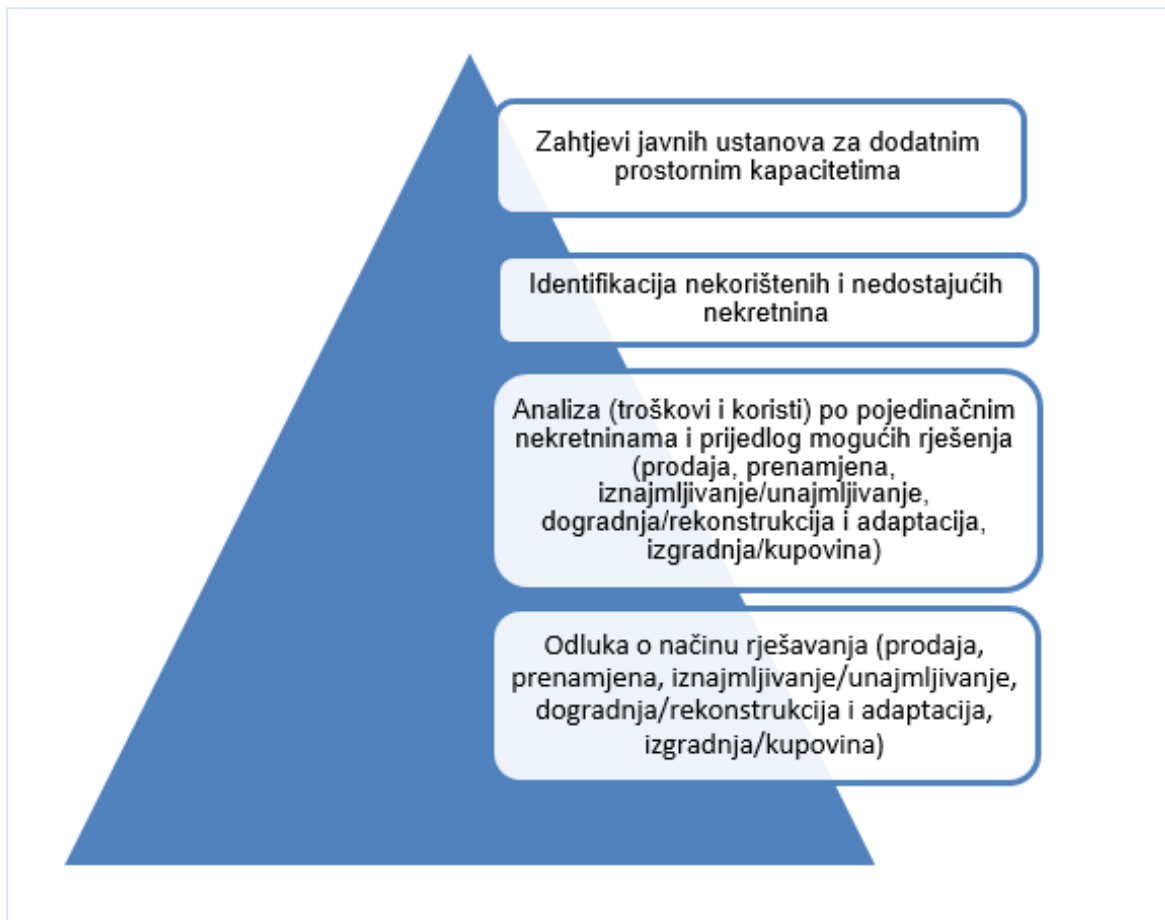 Zahtjevi javnih ustanova za dodatnim
prostornim kapacitetima
Identifikacija nekorištenih i nedostajućih
nekretnina
Analiza (troškovi i koristi) po pojedinačnim
nekretninama i prijedlog mogućih rješenja
(prodaja, prenamjena,
iznajmljivanje/unajmljivanje,
dogradnja/rekonstrukcija i adaptacija,
izgradnja/kupovina)
Odluka o načinu rješavanja (prodaja,
prenamjena, iznajmljivanje/unajmljivanje,
dogradnja/rekonstrukcija i adaptacija,
izgradnja/kupovina)